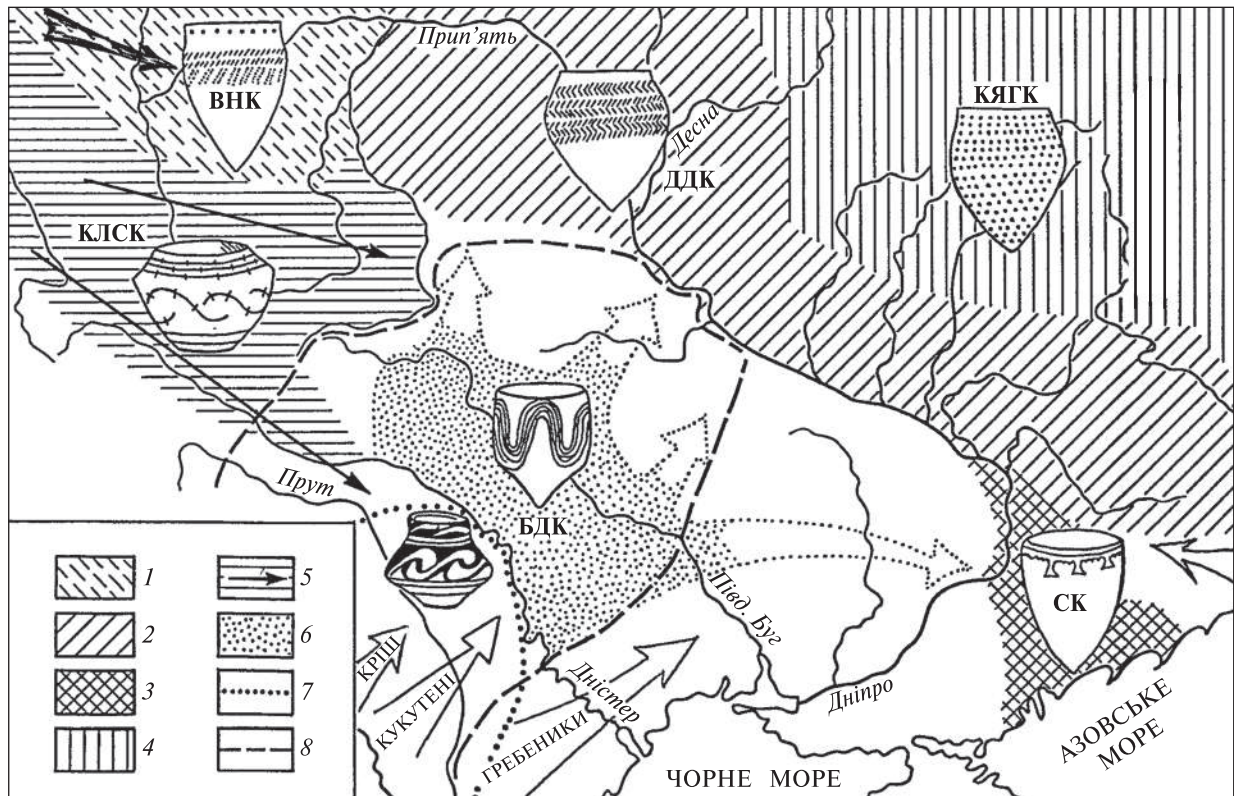 Прип’ять
ВНК
КЯГК
Десна
ДДК
КЛСК
Прут
БДК
Півд. Буг
СК
КРІШ
КУКУТЕНІ
ГРЕБЕНИКИ
Дністер
Дніпро
АЗОВСЬКЕ
МОРЕ
ЧОРНЕ МОРЕ
1
2
3
4
5
6
7
8